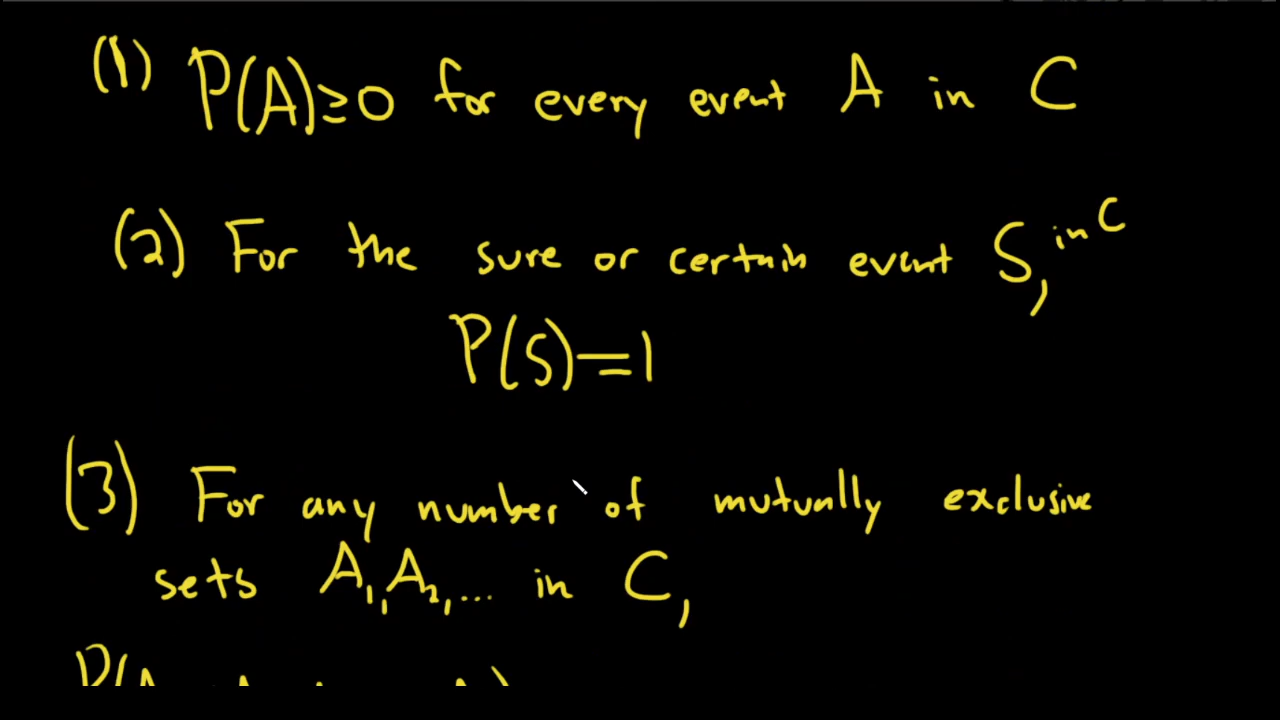 (1) P(A)≥0 for every event A in C
(2) For the sure or certain event S, in C
P(S)=1
(3) For any number of mutually exclusive
sets A₁,A₂,... in C,